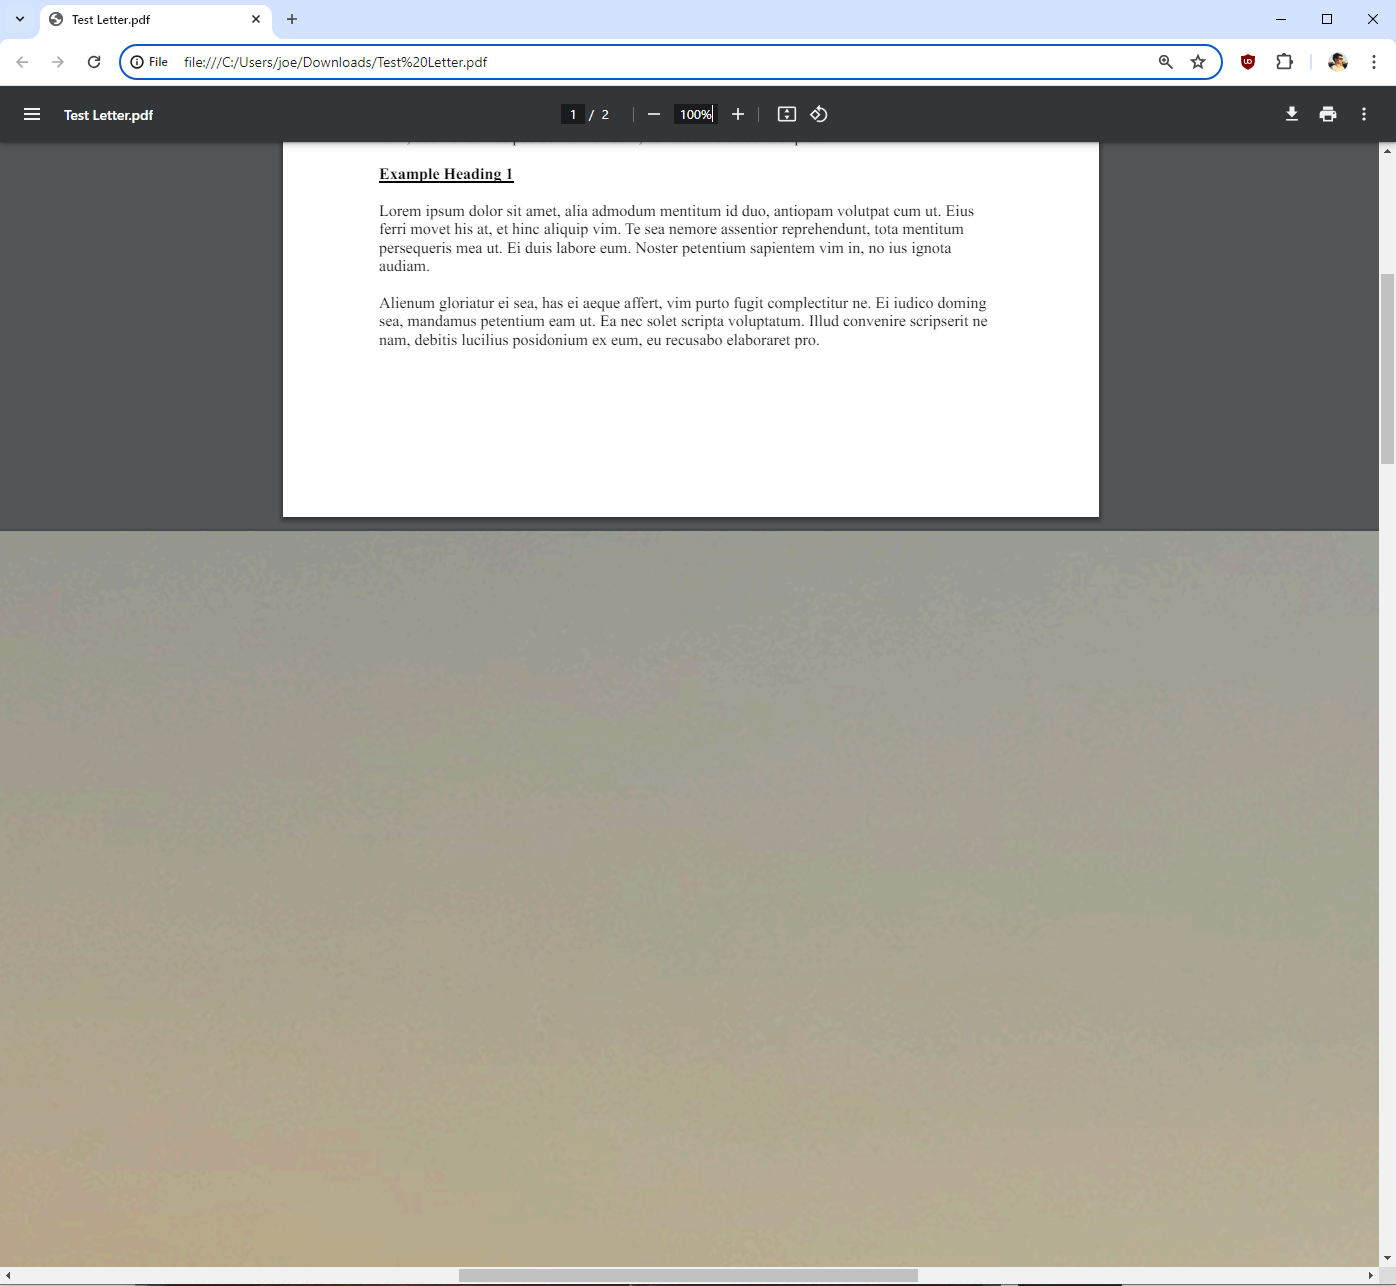 Test Letter.pdf
File
file:///C:/Users/joe/Downloads/Test%20Letter.pdf
Test Letter.pdf
1 / 2
100%
Example Heading 1
Lorem ipsum dolor sit amet, alia admodum mentitum id duo, antiopam volutpat cum ut. Eius
ferri movet his at, et hinc aliquip vim. Te sea nemore assentior reprehendunt, tota mentitum
persequeris mea ut. Ei duis labore eum. Noster petentium sapientem vim in, no ius ignota
audiam.
Alienum gloriatur ei sea, has ei aeque affert, vim purto fugit complectitur ne. Ei iudico doming
sea, mandamus petentium eam ut. Ea nec solet scripta voluptatum. Illud convenire scripserit ne
nam, debitis lucilius posidonium ex eum, eu recusabo elaboraret pro.